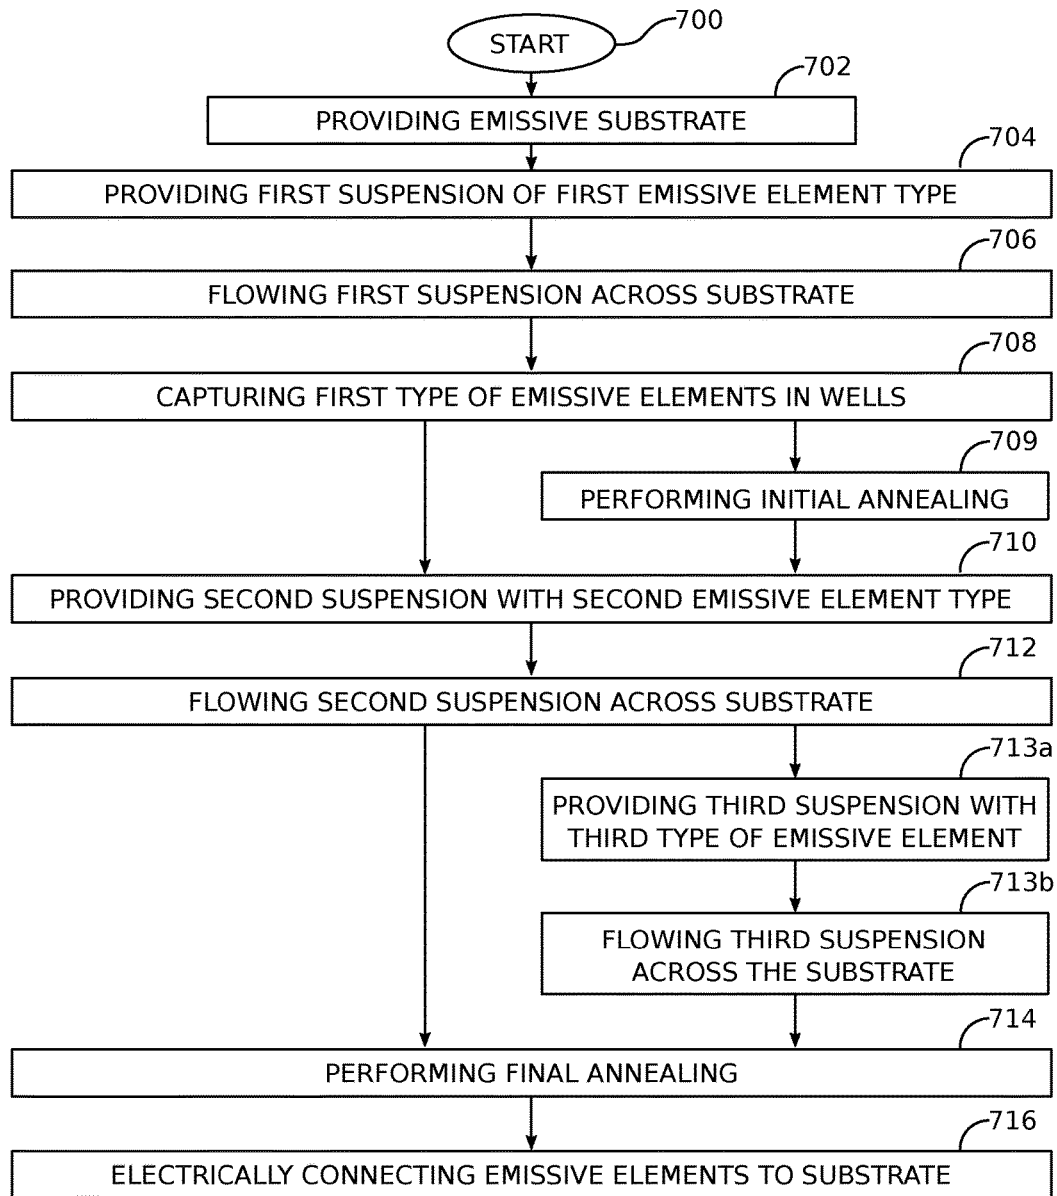 START
700
702
PROVIDING EMISSIVE SUBSTRATE
704
PROVIDING FIRST SUSPENSION OF FIRST EMISSIVE ELEMENT TYPE
706
FLOWING FIRST SUSPENSION ACROSS SUBSTRATE
708
CAPTURING FIRST TYPE OF EMISSIVE ELEMENTS IN WELLS
709
PERFORMING INITIAL ANNEALING
710
PROVIDING SECOND SUSPENSION WITH SECOND EMISSIVE ELEMENT TYPE
712
FLOWING SECOND SUSPENSION ACROSS SUBSTRATE
713a
PROVIDING THIRD SUSPENSION WITH
THIRD TYPE OF EMISSIVE ELEMENT
713b
FLOWING THIRD SUSPENSION
ACROSS THE SUBSTRATE
714
PERFORMING FINAL ANNEALING
716
ELECTRICALLY CONNECTING EMISSIVE ELEMENTS TO SUBSTRATE